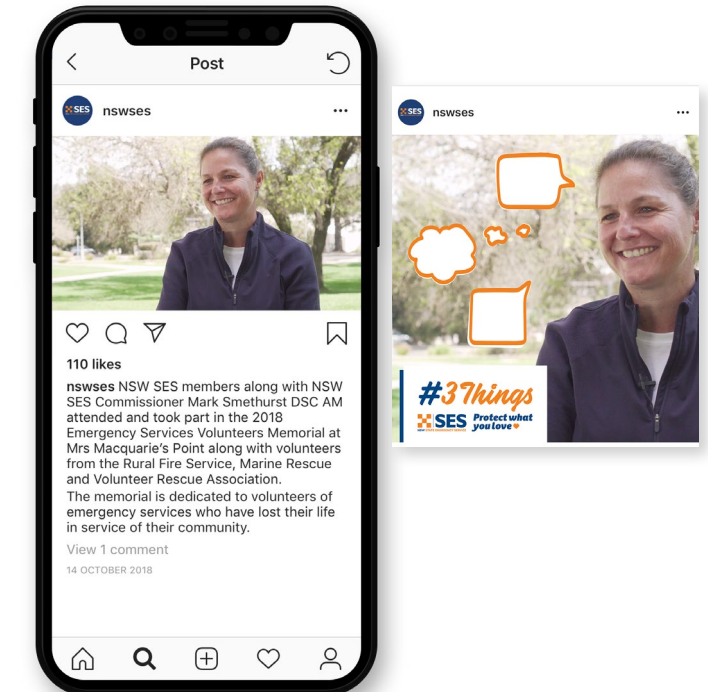 Post
SES nswses
110 likes
nswses NSW SES members along with NSW
SES Commissioner Mark Smethurst DSC AM
attended and took part in the 2018
Emergency Services Volunteers Memorial at
Mrs Macquarie's Point along with volunteers
from the Rural Fire Service, Marine Rescue
and Volunteer Rescue Association.
The memorial is dedicated to volunteers of
emergency services who have lost their life
in service of their community.
View 1 comment
14 OCTOBER 2018
SES nswses
#3Things
SES Protect what
you love